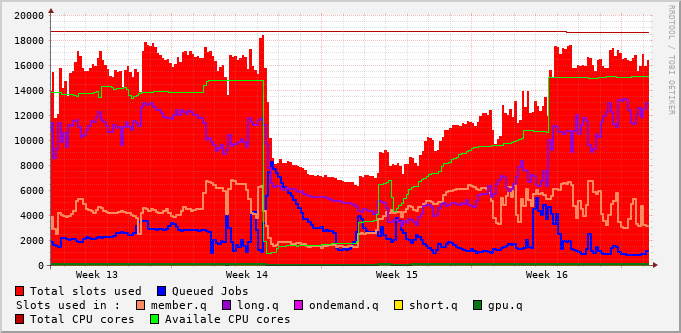 20000
18000
16000
14000
12000
10000
8000
6000
4000
2000
0
Week 13 Week 14 Week 15 Week 16
RRDTOOL / TOBI OETIKER
Total slots used Queued Jobs
Slots used in : member.q long.q ondemand.q short.q gpu.q
Total CPU cores Availale CPU cores